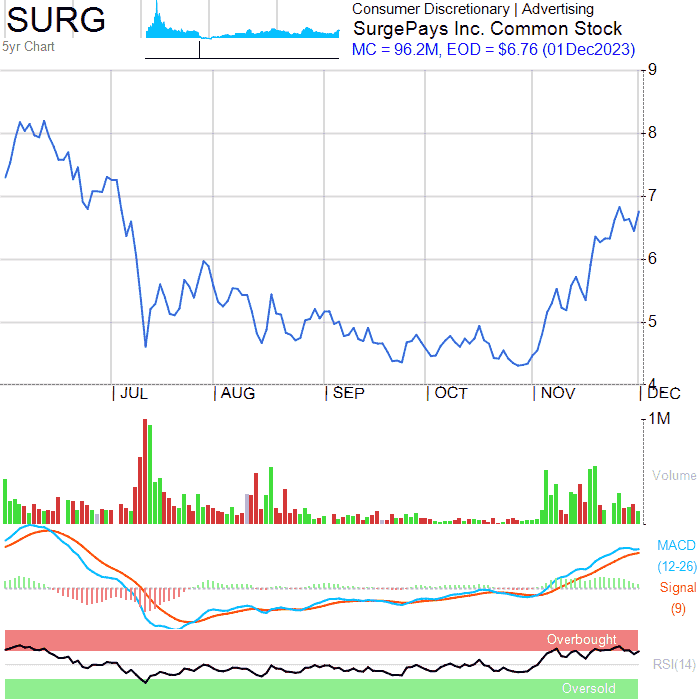 SURG
5yr Chart
Consumer Discretionary | Advertising
SurgePays Inc. Common Stock
MC = 96.2M, EOD = $6.76 (01Dec2023)
9
8
7
6
5
4
JUL
AUG
SEP
OCT
NOV
DEC
1M
Volume
MACD
(12-26)
Signal
(9)
Overbought
RSI(14)
Oversold